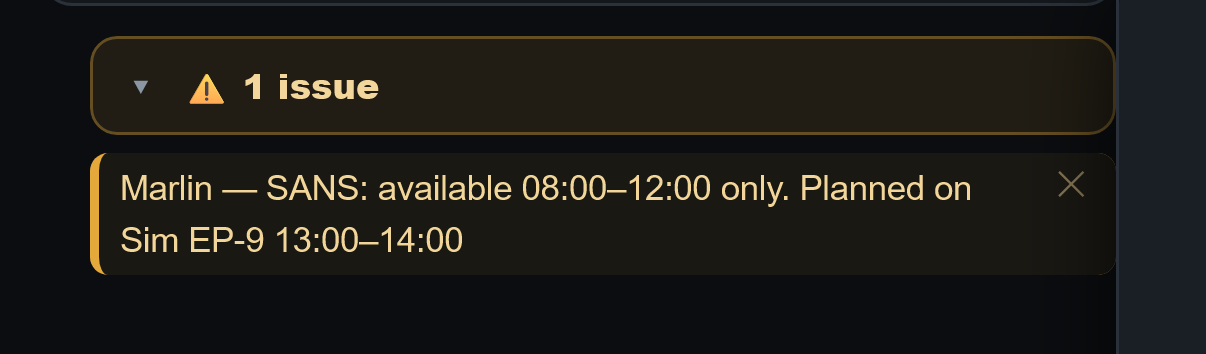 1 issue
Marlin — SANS: available 08:00–12:00 only. Planned on
Sim EP-9 13:00–14:00